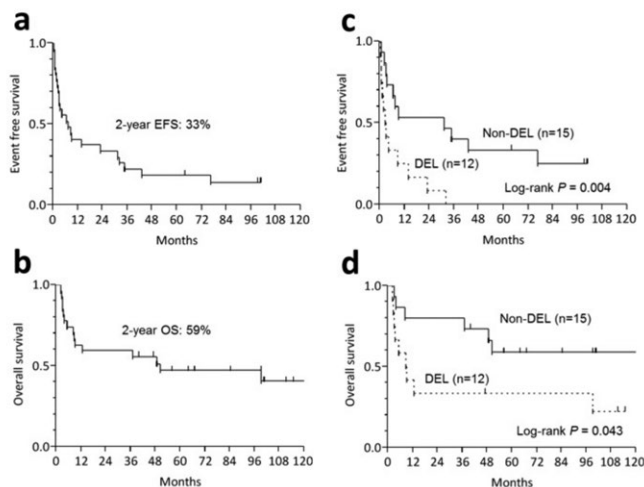 a
Event free survival
1.0
0.5
0.0
2-year EFS: 33%
0 12 24 36 48 60 72 84 96 108 120
Months
c
Event free survival
1.0
0.5
0.0
Non-DEL (n=15)
DEL (n=12)
Log-rank P = 0.004
0 12 24 36 48 60 72 84 96 108 120
Months
b
Overall survival
1.0
0.5
0.0
2-year OS: 59%
0 12 24 36 48 60 72 84 96 108 120
Months
d
Overall survival
1.0
0.5
0.0
Non-DEL (n=15)
DEL (n=12)
Log-rank P = 0.043
0 12 24 36 48 60 72 84 96 108 120
Months